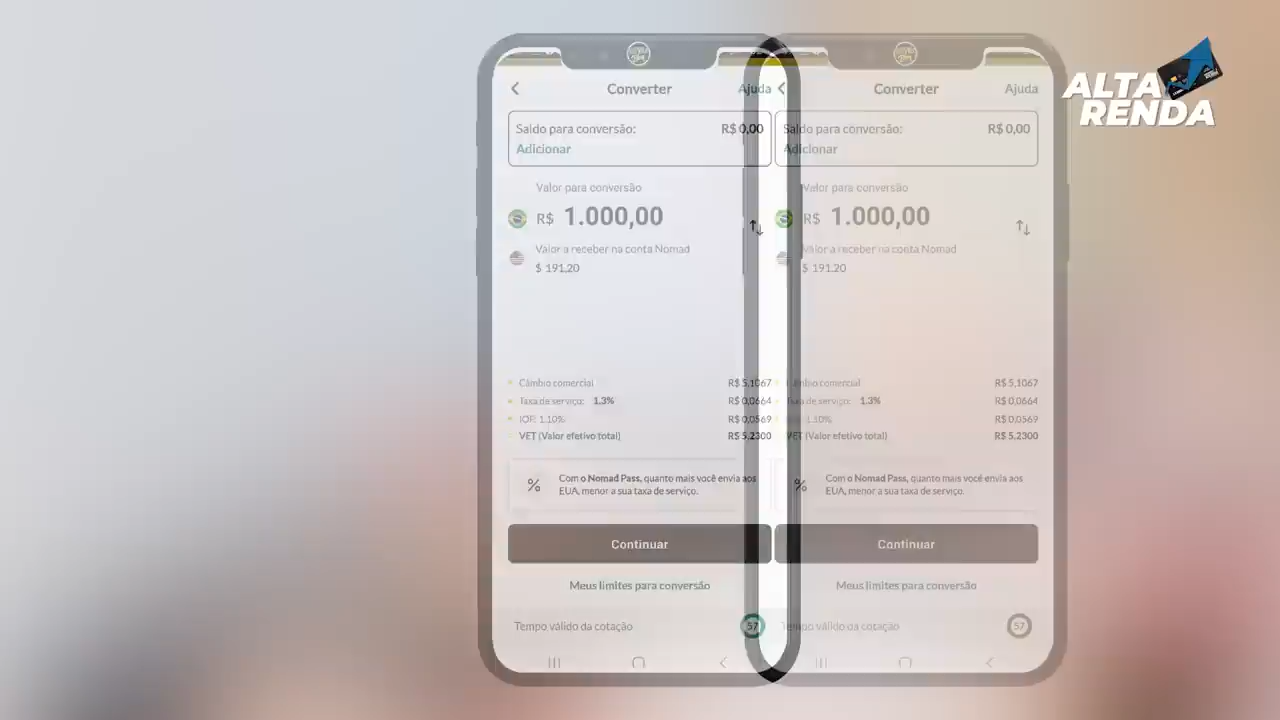 ALTA
RENDA
Converter
Ajuda
Saldo para conversão:
R$ 0,00
Adicionar
Valor para conversão
R$ 1.000,00
Valor a receber na conta Nomad
$ 191,20
Câmbio comercial
R$ 5,1067
Taxa de serviço: 1.3%
R$ 0,0664
IOF: 1.10%
R$ 0,0569
VET (Valor efetivo total)
R$ 5,2300
% Com o Nomad Pass, quanto mais você envia aos
EUA, menor a sua taxa de serviço.
Continuar
Meus limites para conversão
Tempo válido da cotação
57
Converter
Ajuda
Saldo para conversão:
R$ 0,00
Adicionar
Valor para conversão
R$ 1.000,00
Valor a receber na conta Nomad
$ 191,20
Câmbio comercial
R$ 5,1067
Taxa de serviço: 1.3%
R$ 0,0664
IOF: 1.10%
R$ 0,0569
VET (Valor efetivo total)
R$ 5,2300
% Com o Nomad Pass, quanto mais você envia aos
EUA, menor a sua taxa de serviço.
Continuar
Meus limites para conversão
Tempo válido da cotação
57